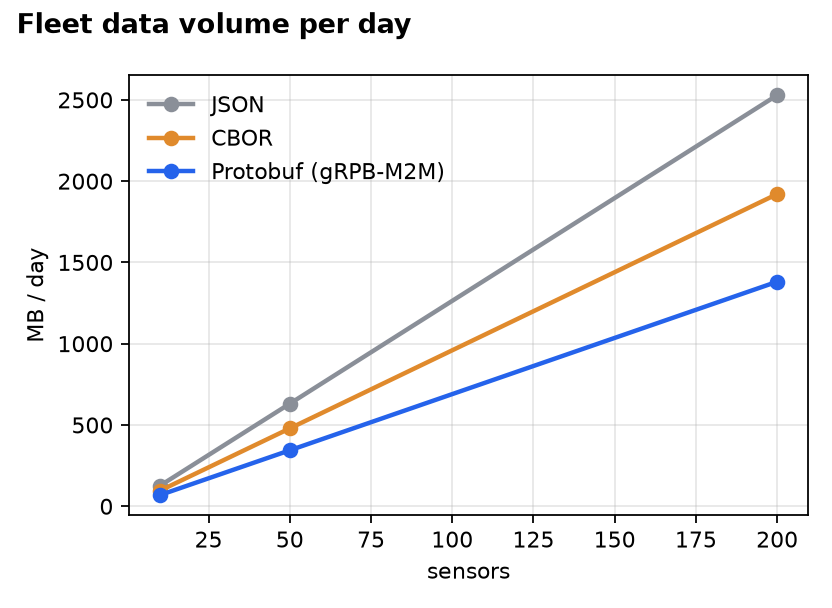 Fleet data volume per day
JSON
CBOR
Protobuf (gRPB-M2M)
2500
2000
1500
1000
500
0
MB / day
25 50 75 100 125 150 175 200
sensors